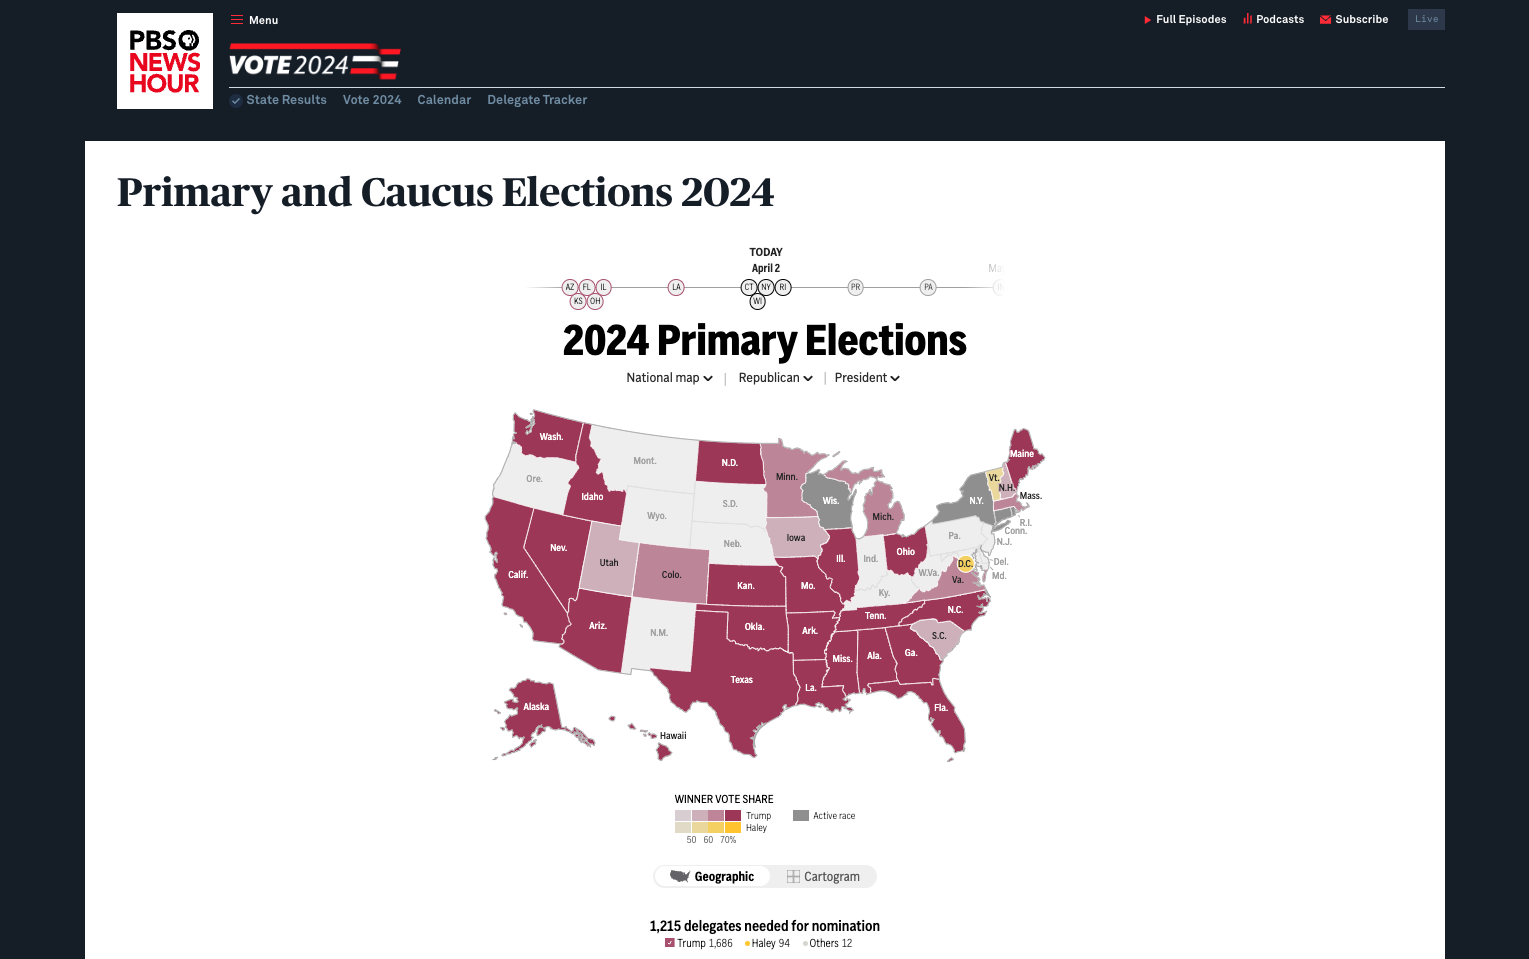 PBS
NEWS
HOUR
Menu
Full Episodes
Podcasts
Subscribe
Live
VOTE 2024
State Results
Vote 2024
Calendar
Delegate Tracker
Primary and Caucus Elections 2024
TODAY
April 2
AZ
FL
IL
LA
CT
NY
RI
PR
PA
KS
OH
WI
2024 Primary Elections
National map | Republican | President
Wash.
Mont.
N.D.
Minn.
Maine
Ore.
Idaho
Wyo.
S.D.
Wis.
Mich.
N.Y.
Vt.
N.H.
Mass.
R.I.
Conn.
N.J.
Nev.
Utah
Neb.
Iowa
Pa.
Calif.
Colo.
Kan.
Mo.
Ill.
Ind.
Ohio
W.Va.
D.C.
Del.
Md.
Va.
Ky.
Ariz.
N.M.
Okla.
Ark.
Tenn.
N.C.
S.C.
Texas
La.
Miss.
Ala.
Ga.
Fla.
Alaska
Hawaii
WINNER VOTE SHARE
Trump
Active race
Haley
50 60 70%
Geographic
Cartogram
1,215 delegates needed for nomination
Trump 1,686 Haley 94 Others 12